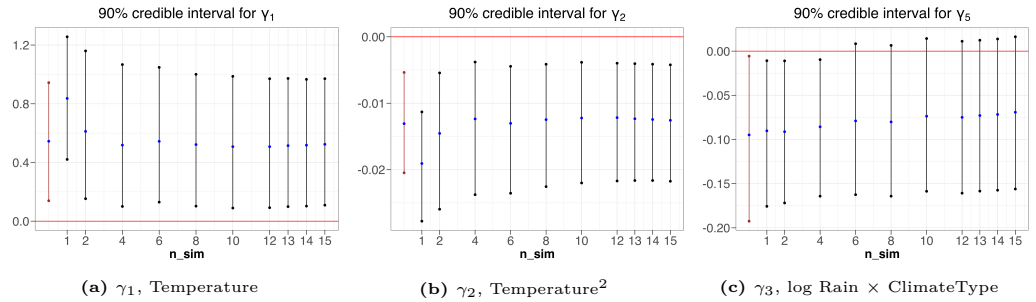 90% credible interval for γ1
1.2
0.8
0.4
0.0
1 2 4 6 8 10 12 13 14 15
n_sim
(a) γ1, Temperature
90% credible interval for γ2
0.00
−0.01
−0.02
1 2 4 6 8 10 12 13 14 15
n_sim
(b) γ2, Temperature²
90% credible interval for γ5
0.00
−0.05
−0.10
−0.15
−0.20
1 2 4 6 8 10 12 13 14 15
n_sim
(c) γ3, log Rain × ClimateType